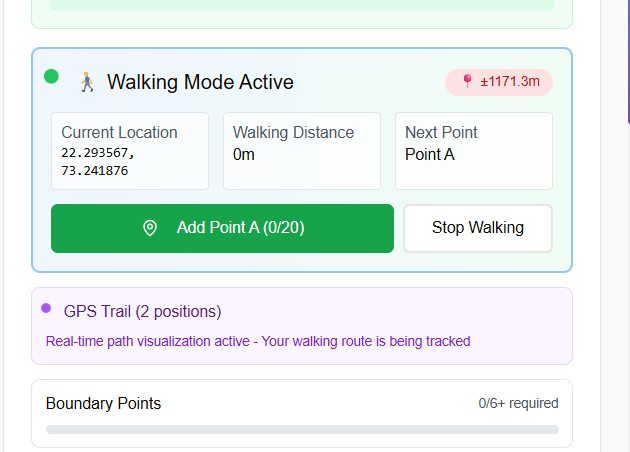 Walking Mode Active
±1171.3m
Current Location
22.293567,
73.241876
Walking Distance
0m
Next Point
Point A
Add Point A (0/20)
Stop Walking
GPS Trail (2 positions)
Real-time path visualization active - Your walking route is being tracked
Boundary Points
0/6+ required